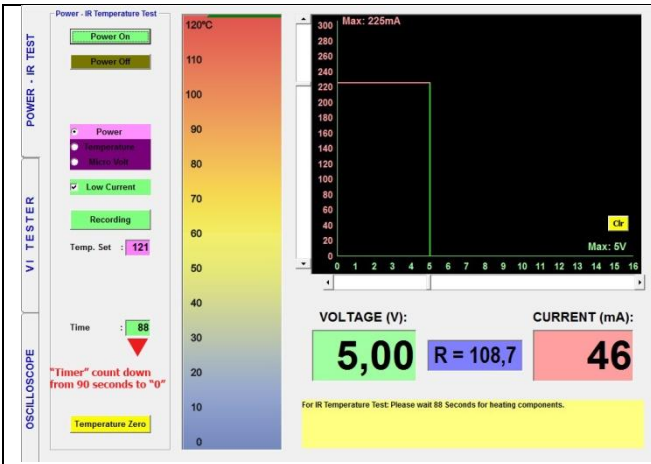 POWER - IR TEST
VI TESTER
OSCILLOSCOPE
Power - IR Temperature Test
Power On
Power Off
Power
Temperature
Micro Volt
Low Current
Recording
Temp. Set : 121
Time : 88
"Timer" count down
from 90 seconds to "0"
Temperature Zero
120°C
110
100
90
80
70
60
50
40
30
20
10
0
Max: 225mA
300
280
260
240
220
200
180
160
140
120
100
80
60
40
20
0
Clr
Max: 5V
0 1 2 3 4 5 6 7 8 9 10 11 12 13 14 15 16
VOLTAGE (V):
5,00
R = 108,7
CURRENT (mA):
46
For IR Temperature Test: Please wait 88 Seconds for heating components.